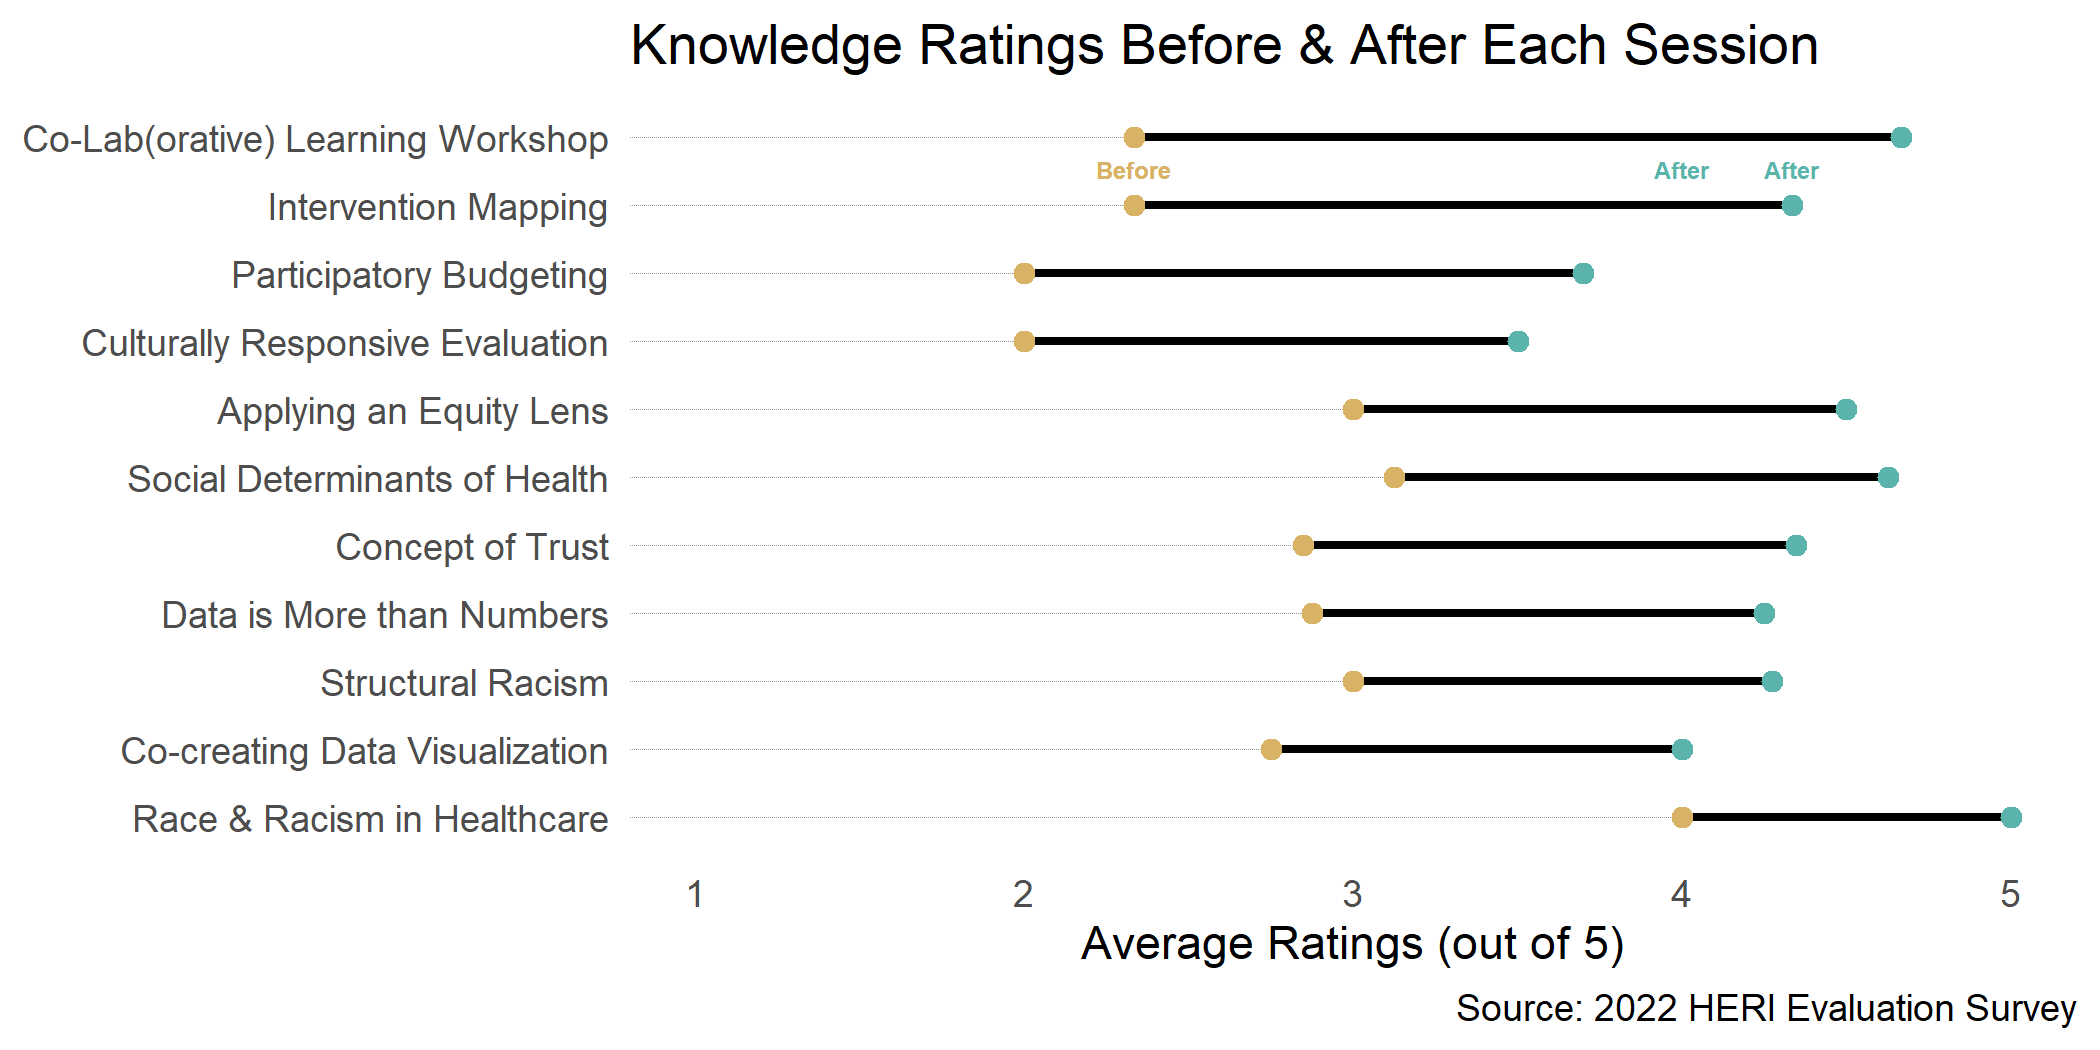 Knowledge Ratings Before & After Each Session
Co-Lab(orative) Learning Workshop
Before After After
Intervention Mapping
Participatory Budgeting
Culturally Responsive Evaluation
Applying an Equity Lens
Social Determinants of Health
Concept of Trust
Data is More than Numbers
Structural Racism
Co-creating Data Visualization
Race & Racism in Healthcare
1 2 3 4 5
Average Ratings (out of 5)
Source: 2022 HERI Evaluation Survey